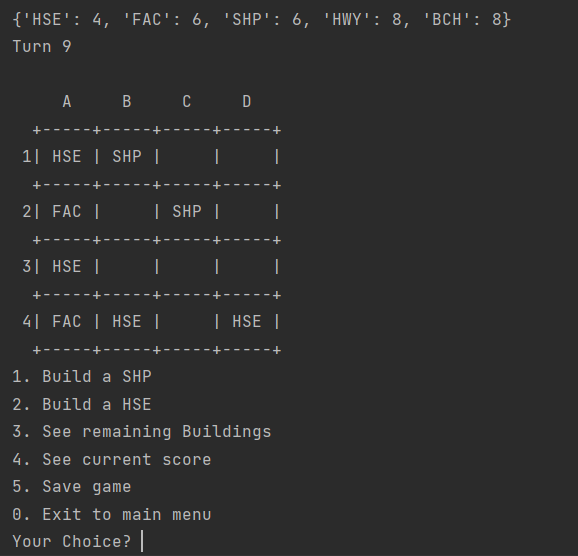 {'HSE': 4, 'FAC': 6, 'SHP': 6, 'HWY': 8, 'BCH': 8}
Turn 9
     A     B     C     D
  +-----+-----+-----+-----+
 1| HSE | SHP |     |     |
  +-----+-----+-----+-----+
 2| FAC |     | SHP |     |
  +-----+-----+-----+-----+
 3| HSE |     |     |     |
  +-----+-----+-----+-----+
 4| FAC | HSE |     | HSE |
  +-----+-----+-----+-----+
1. Build a SHP
2. Build a HSE
3. See remaining Buildings
4. See current score
5. Save game
0. Exit to main menu
Your Choice?